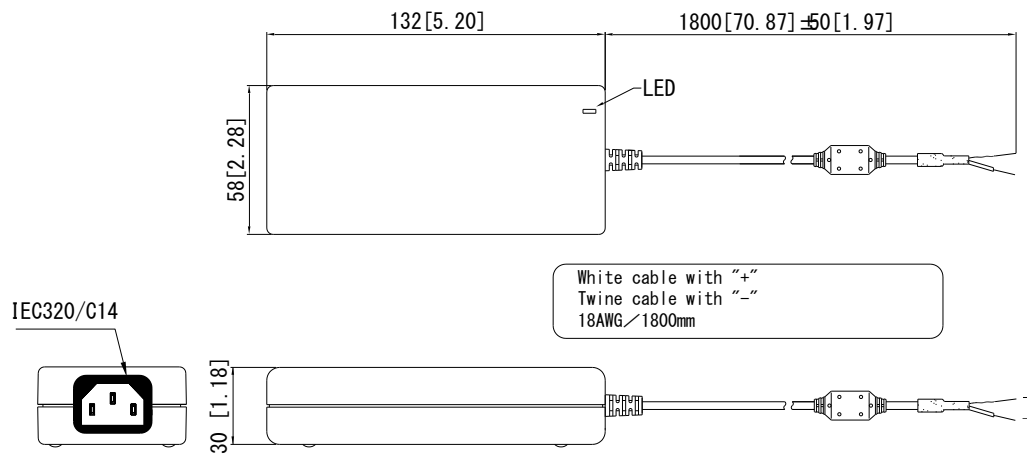 132[5.20]
1800[70.87]±50[1.97]
LED
58[2.28]
White cable with "+"
Twine cable with "-"
18AWG/1800mm
IEC320/C14
30 [1.18]